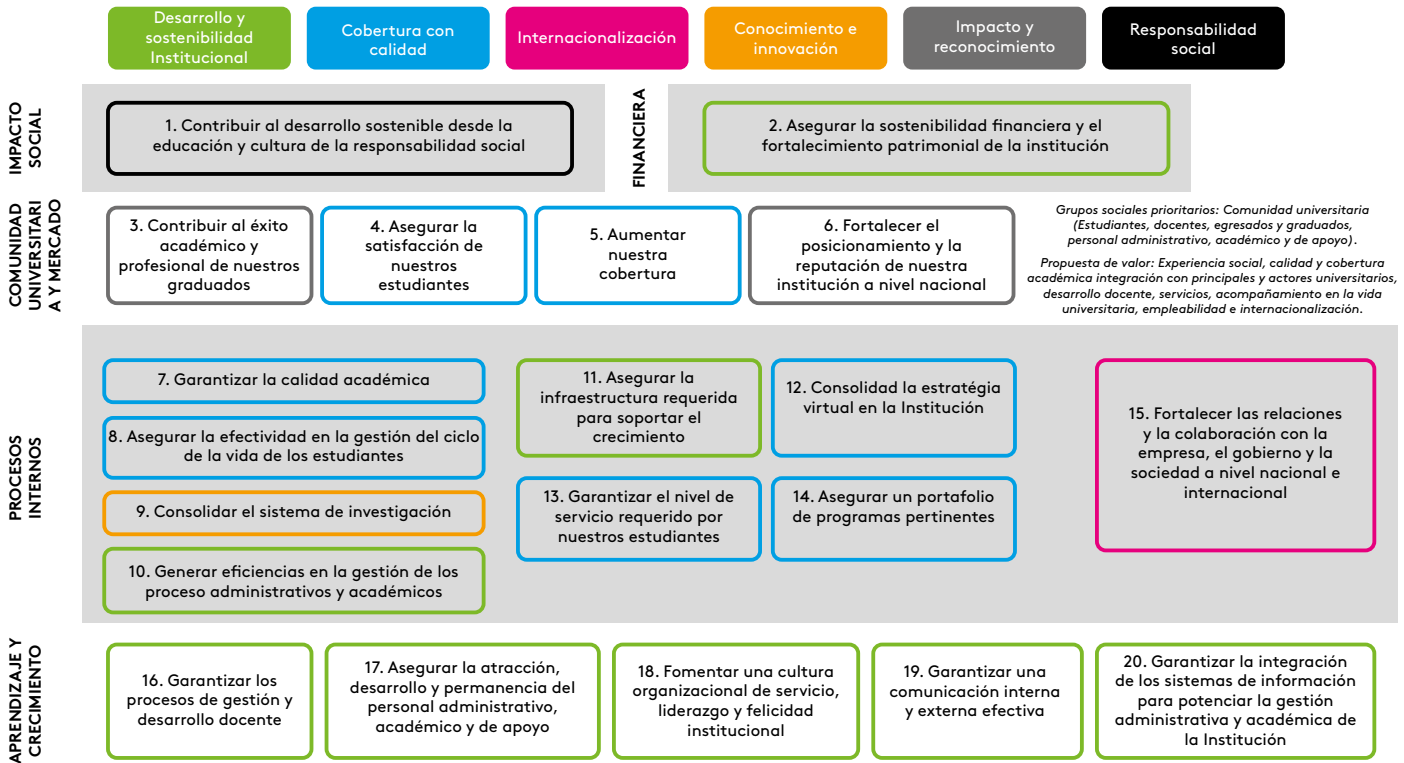 Desarrollo y
sostenibilidad
Institucional
Cobertura con
calidad
Internacionalización
Conocimiento e
innovación
Impacto y
reconocimiento
Responsabilidad
social
IMPACTO
SOCIAL
1. Contribuir al desarrollo sostenible desde la
educación y cultura de la responsabilidad social
FINANCIERA
2. Asegurar la sostenibilidad financiera y el
fortalecimiento patrimonial de la institución
COMUNIDAD
UNIVERSITARI
A Y MERCADO
3. Contribuir al éxito
académico y
profesional de nuestros
graduados
4. Asegurar la
satisfacción de
nuestros
estudiantes
5. Aumentar
nuestra
cobertura
6. Fortalecer el
posicionamiento y la
reputación de nuestra
institución a nivel nacional
Grupos sociales prioritarios: Comunidad universitaria
(Estudiantes, docentes, egresados y graduados,
personal administrativo, académico y de apoyo).
Propuesta de valor: Experiencia social, calidad y cobertura
académica integración con principales y actores universitarios,
desarrollo docente, servicios, acompañamiento en la vida
universitaria, empleabilidad e internacionalización.
PROCESOS
INTERNOS
7. Garantizar la calidad académica
8. Asegurar la efectividad en la gestión del ciclo
de la vida de los estudiantes
9. Consolidar el sistema de investigación
10. Generar eficiencias en la gestión de los
proceso administrativos y académicos
11. Asegurar la
infraestructura requerida
para soportar el
crecimiento
12. Consolidad la estratégia
virtual en la Institución
13. Garantizar el nivel de
servicio requerido por
nuestros estudiantes
14. Asegurar un portafolio
de programas pertinentes
15. Fortalecer las relaciones
y la colaboración con la
empresa, el gobierno y la
sociedad a nivel nacional e
internacional
APRENDIZAJE Y
CRECIMIENTO
16. Garantizar los
procesos de gestión y
desarrollo docente
17. Asegurar la atracción,
desarrollo y permanencia del
personal administrativo,
académico y de apoyo
18. Fomentar una cultura
organizacional de servicio,
liderazgo y felicidad
institucional
19. Garantizar una
comunicación interna
y externa efectiva
20. Garantizar la integración
de los sistemas de información
para potenciar la gestión
administrativa y académica de
la Institución